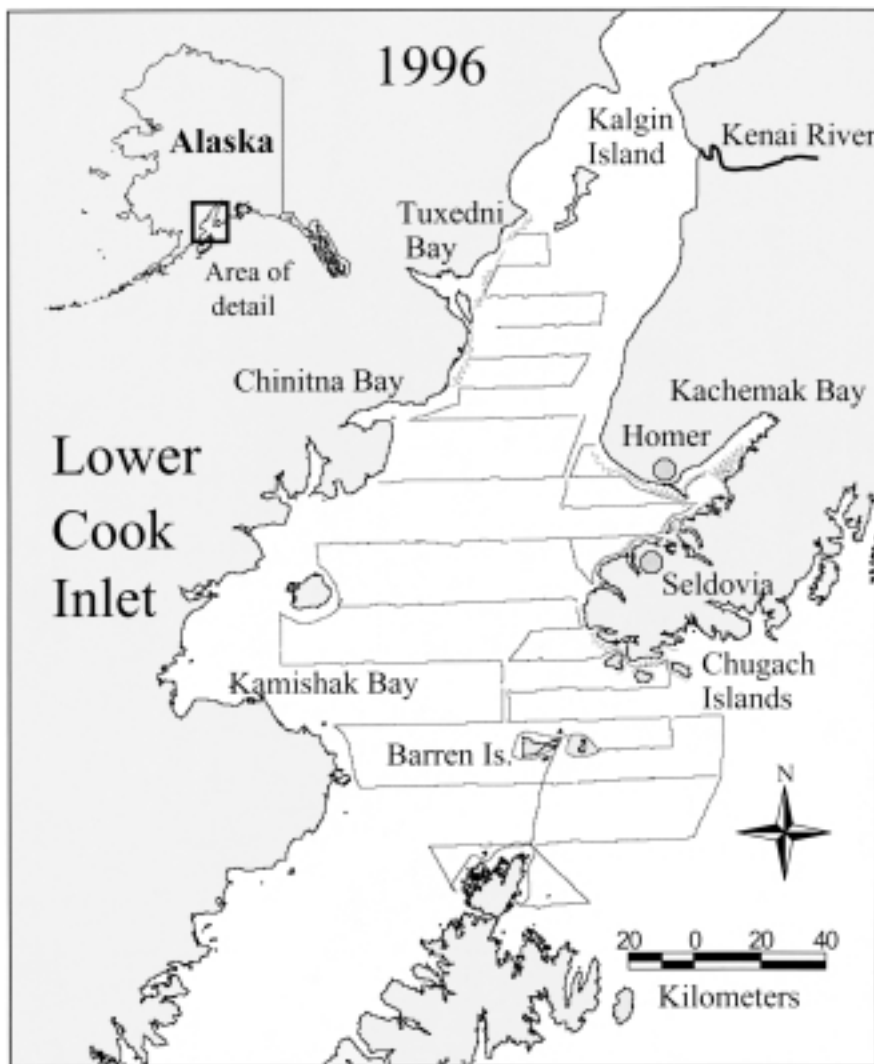 1996
Alaska
Area of
detail
Kalgin
Island
Kenai River
Tuxedni
Bay
Chinitna Bay
Kachemak Bay
Homer
Lower
Cook
Inlet
Seldovia
Kamishak Bay
Chugach
Islands
Barren Is.
N
20 0 20 40
Kilometers